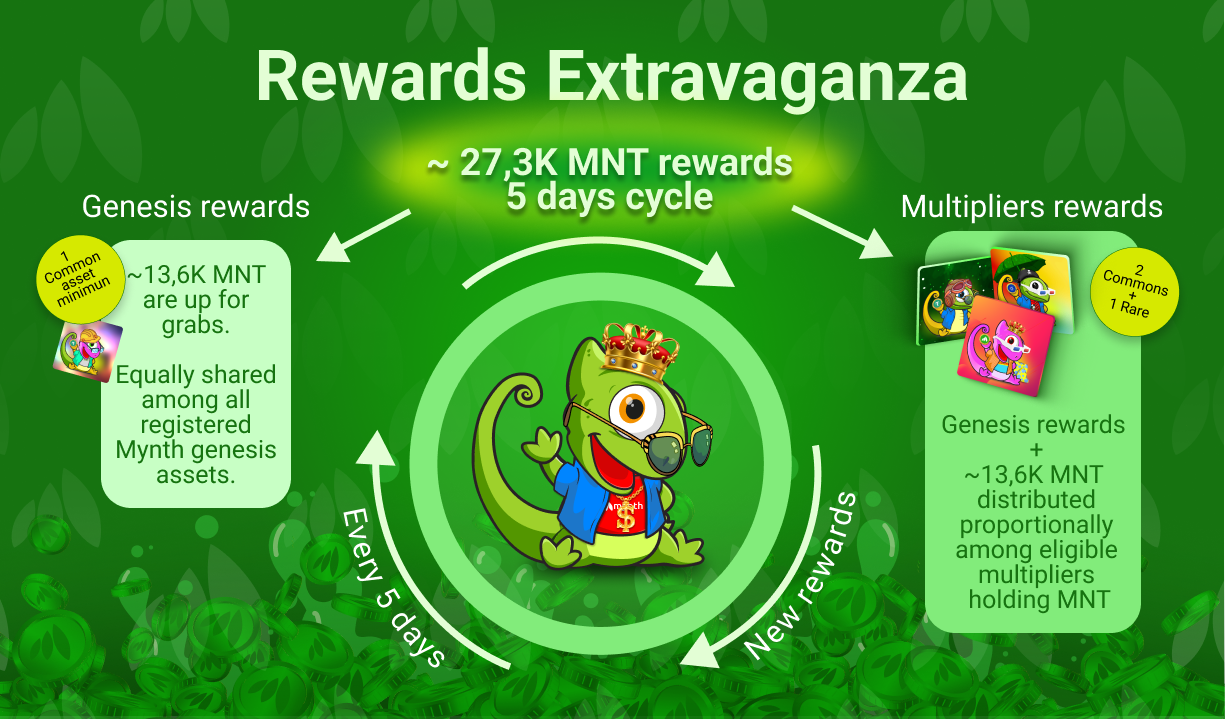 Rewards Extravaganza
~ 27,3K MNT rewards
5 days cycle
Genesis rewards
1
Common
asset
minimun
~13,6K MNT
are up for
grabs.
Equally shared
among all
registered
Mynth genesis
assets.
Multipliers rewards
2
Commons
+
1 Rare
Genesis rewards
+
~13,6K MNT
distributed
proportionally
among eligible
multipliers
holding MNT
Every 5 days
New rewards
$